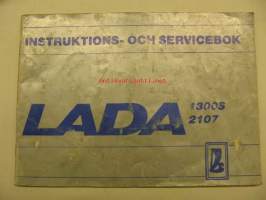 INSTRUKTIONS- OCH SERVICEBOK
LADA
1300S
2107